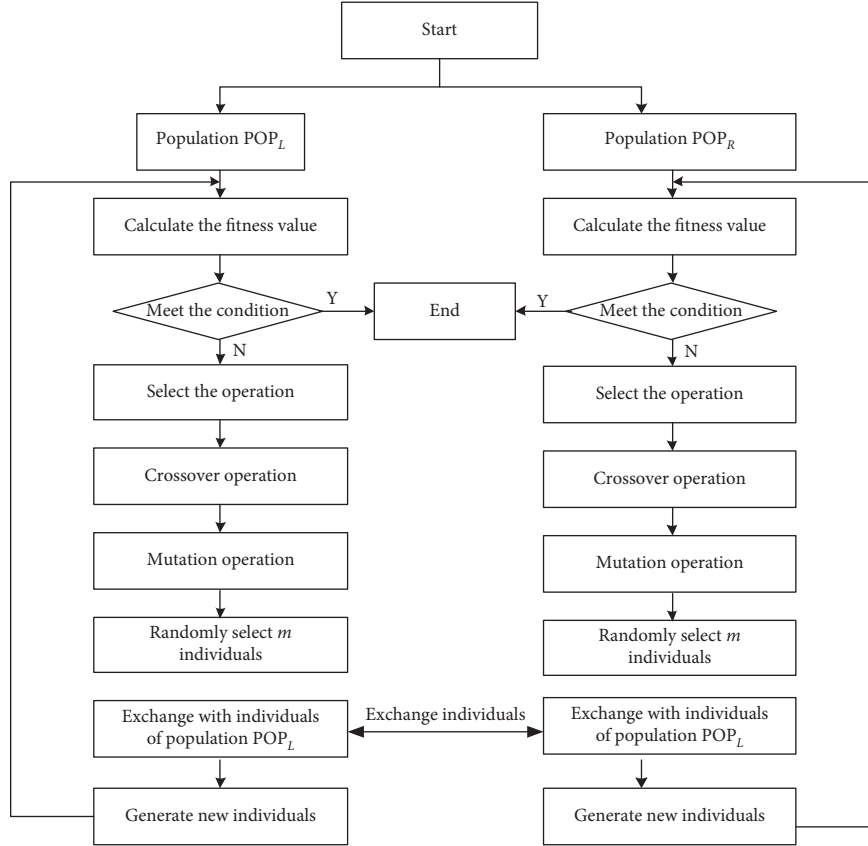 Start
Population POP_L
Population POP_R
Calculate the fitness value
Calculate the fitness value
Meet the condition
Y
End
Y
Meet the condition
N
N
Select the operation
Select the operation
Crossover operation
Crossover operation
Mutation operation
Mutation operation
Randomly select m
individuals
Randomly select m
individuals
Exchange with individuals
of population POP_L
Exchange individuals
Exchange with individuals
of population POP_L
Generate new individuals
Generate new individuals